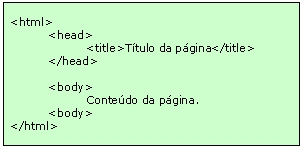 <html>
<head>
<title>Título da página</title>
</head>
<body>
Conteúdo da página.
<body>
</html>